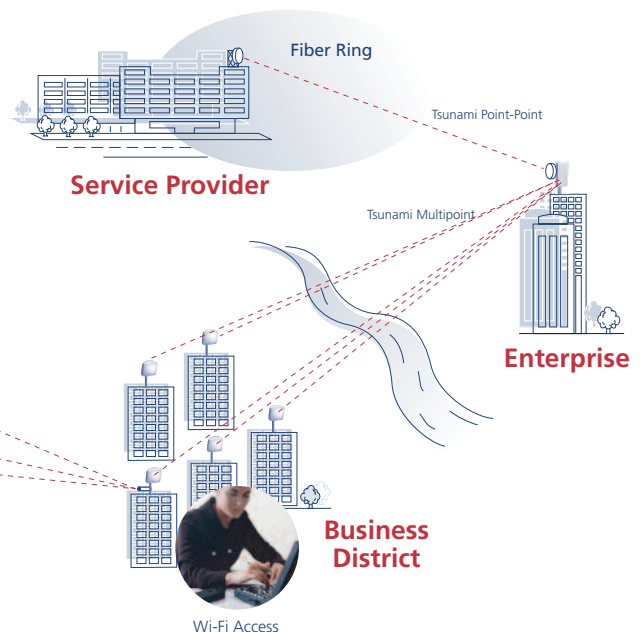 Fiber Ring
Tsunami Point-Point
Service Provider
Tsunami Multipoint
Enterprise
Business
District
Wi-Fi Access